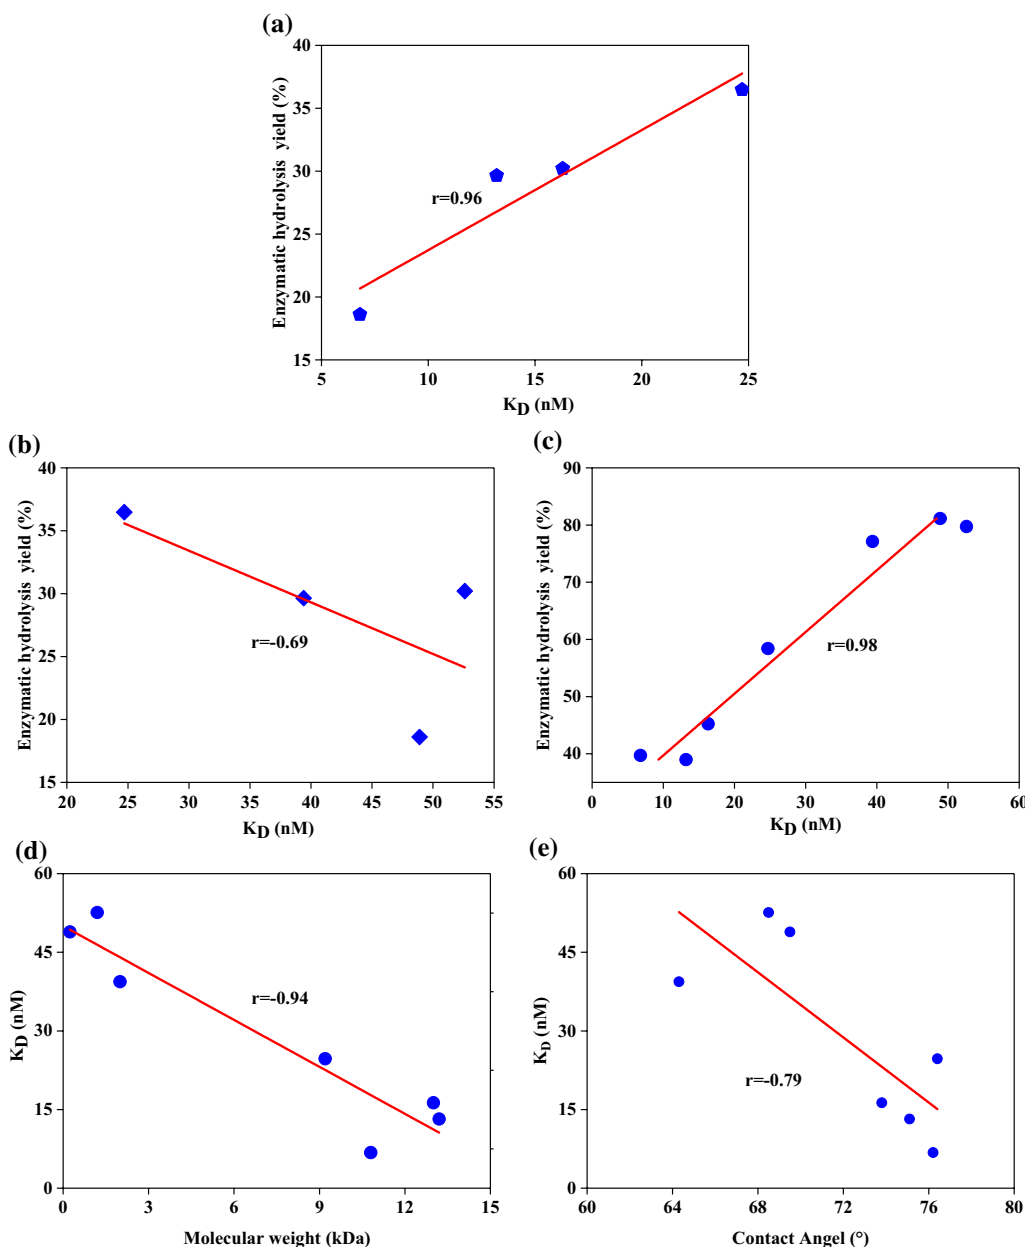 (a)
40
35
30
25
20
15
Enzymatic hydrolysis yield (%)
r=0.96
5 10 15 20 25
KD (nM)
(b)
40
35
30
25
20
15
Enzymatic hydrolysis yield (%)
r=-0.69
20 25 30 35 40 45 50 55
KD (nM)
(c)
90
80
70
60
50
40
Enzymatic hydrolysis yield (%)
r=0.98
0 10 20 30 40 50 60
KD (nM)
(d)
60
45
30
15
0
KD (nM)
r=-0.94
0 3 6 9 12 15
Molecular weight (kDa)
(e)
60
45
30
15
0
KD (nM)
r=-0.79
60 64 68 72 76 80
Contact Angel (°)